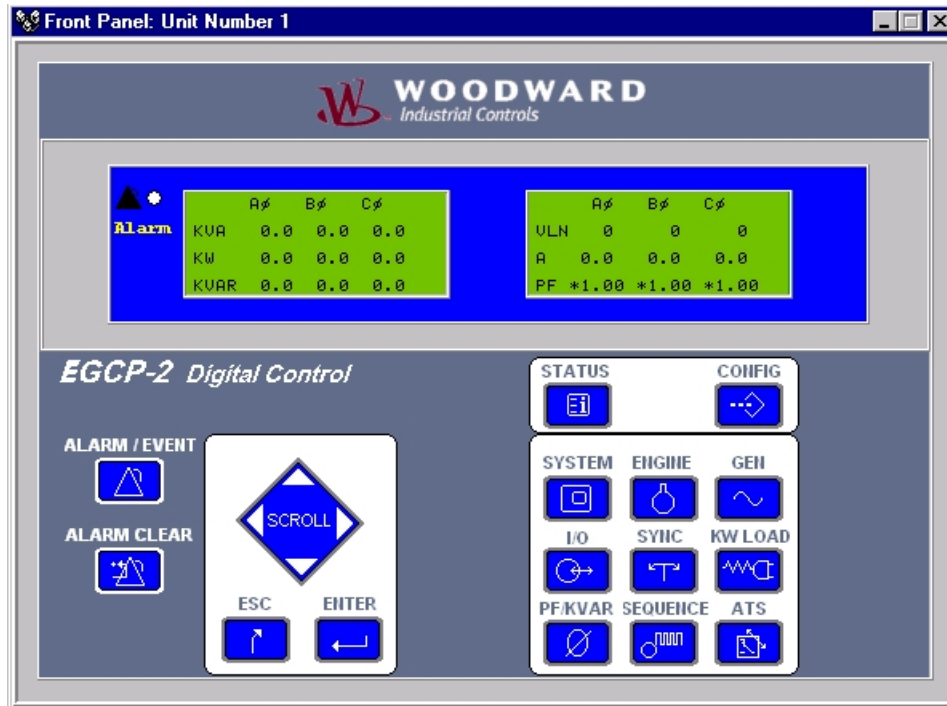 Front Panel: Unit Number 1
WOODWARD
Industrial Controls
Alarm
AØ BØ CØ
KVA 0.0 0.0 0.0
KW 0.0 0.0 0.0
KVAR 0.0 0.0 0.0
AØ BØ CØ
VLN 0 0 0
A 0.0 0.0 0.0
PF *1.00 *1.00 *1.00
EGCP-2 Digital Control
ALARM / EVENT
ALARM CLEAR
SCROLL
ESC ENTER
STATUS CONFIG
SYSTEM ENGINE GEN
I/O SYNC KW LOAD
PF/KVAR SEQUENCE ATS